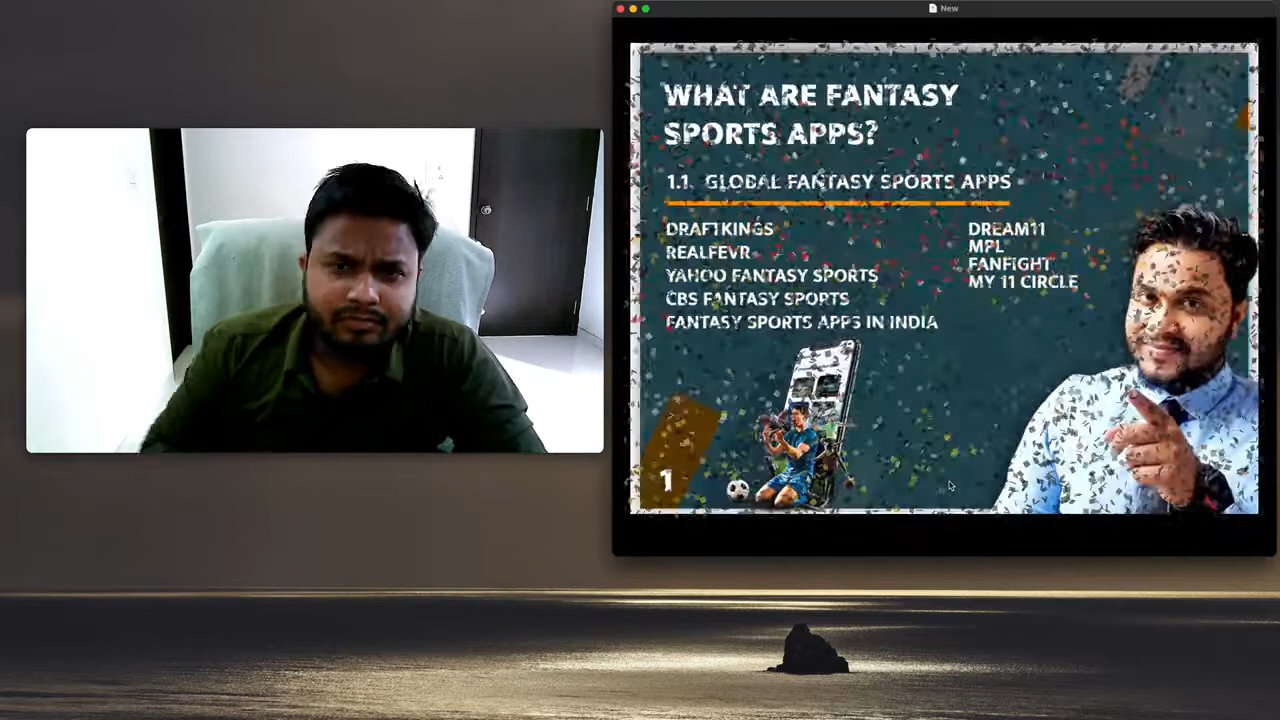 New
WHAT ARE FANTASY
SPORTS APPS?
1.1. GLOBAL FANTASY SPORTS APPS
DRAFTKINGS
REALFEVR
YAHOO FANTASY SPORTS
CBS FANTASY SPORTS
FANTASY SPORTS APPS IN INDIA
DREAM11
MPL
FANFIGHT
MY 11 CIRCLE
1